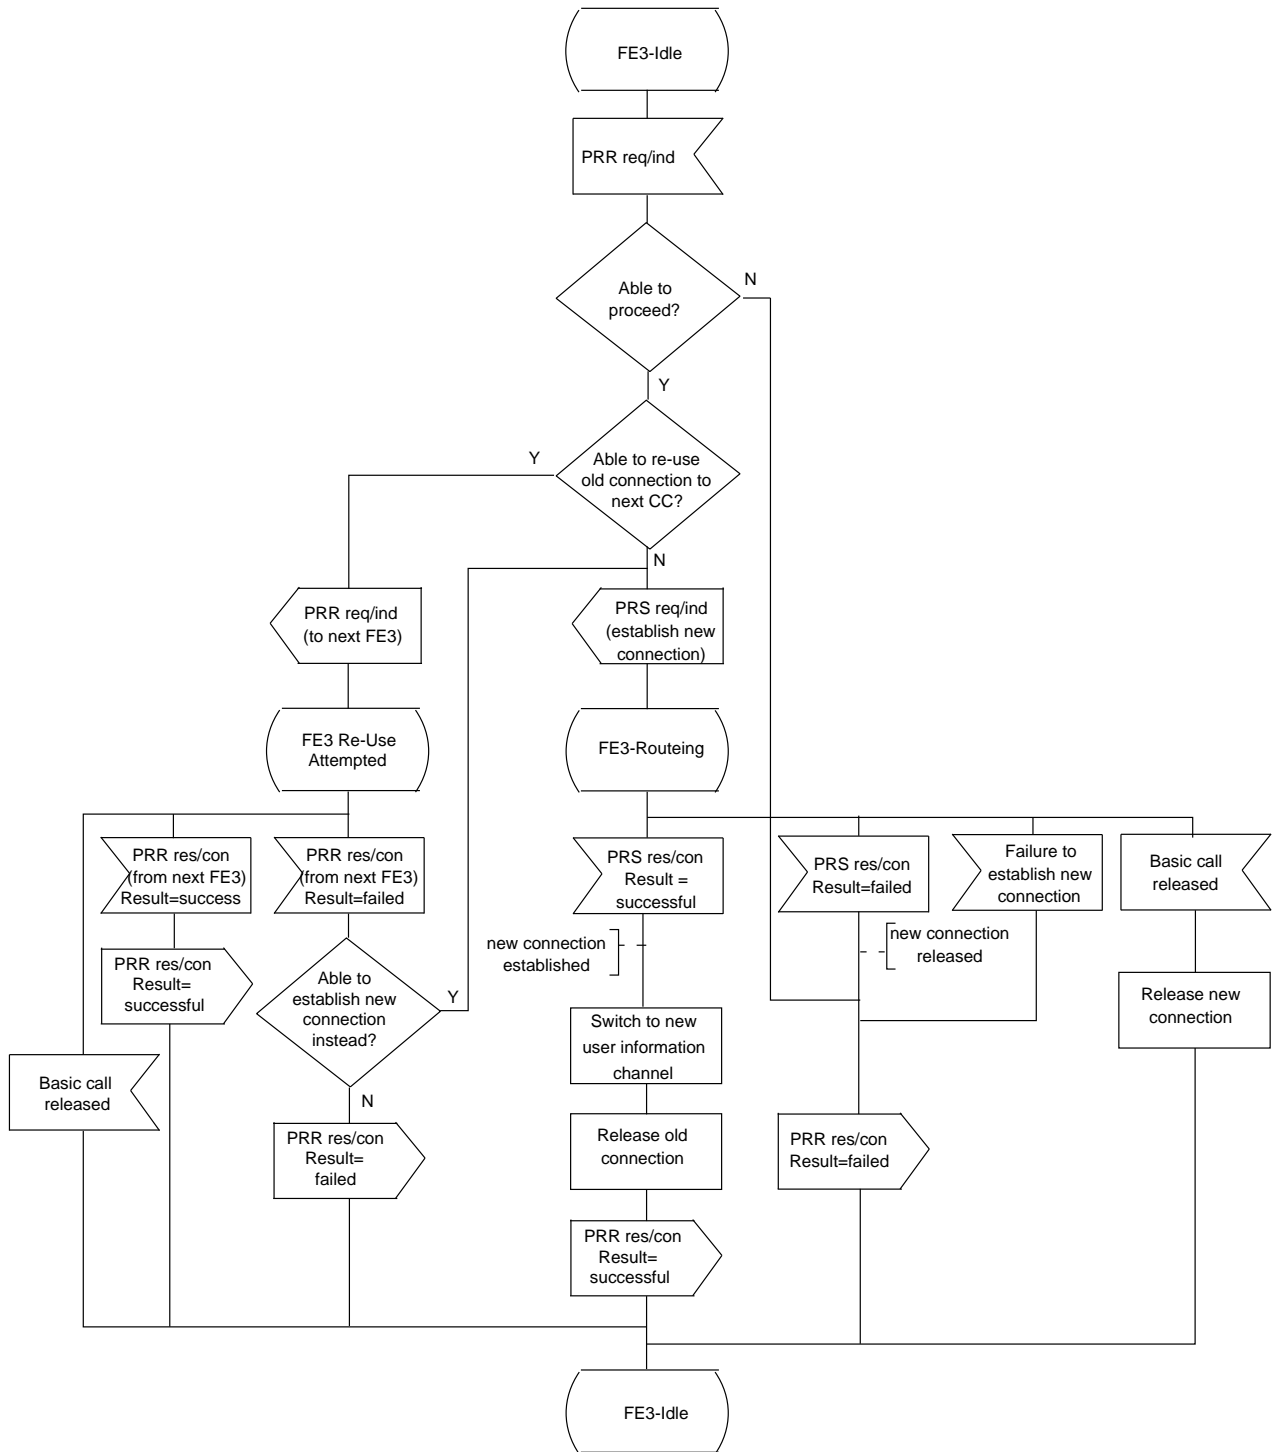 FE3-Idle
PRR req/ind
Able to
proceed?
N
Y
Able to re-use
old connection to
next CC?
Y
N
PRR req/ind
(to next FE3)
PRS req/ind
(establish new
connection)
FE3 Re-Use
Attempted
FE3-Routeing
PRR res/con
(from next FE3)
Result=success
PRR res/con
(from next FE3)
Result=failed
PRS res/con
Result =
successful
PRS res/con
Result=failed
Failure to
establish new
connection
Basic call
released
new connection
established
new connection
released
PRR res/con
Result=
successful
Able to
establish new
connection
instead?
Y
N
Switch to new
user information
channel
Release new
connection
Basic call
released
PRR res/con
Result=
failed
Release old
connection
PRR res/con
Result=failed
PRR res/con
Result=
successful
FE3-Idle